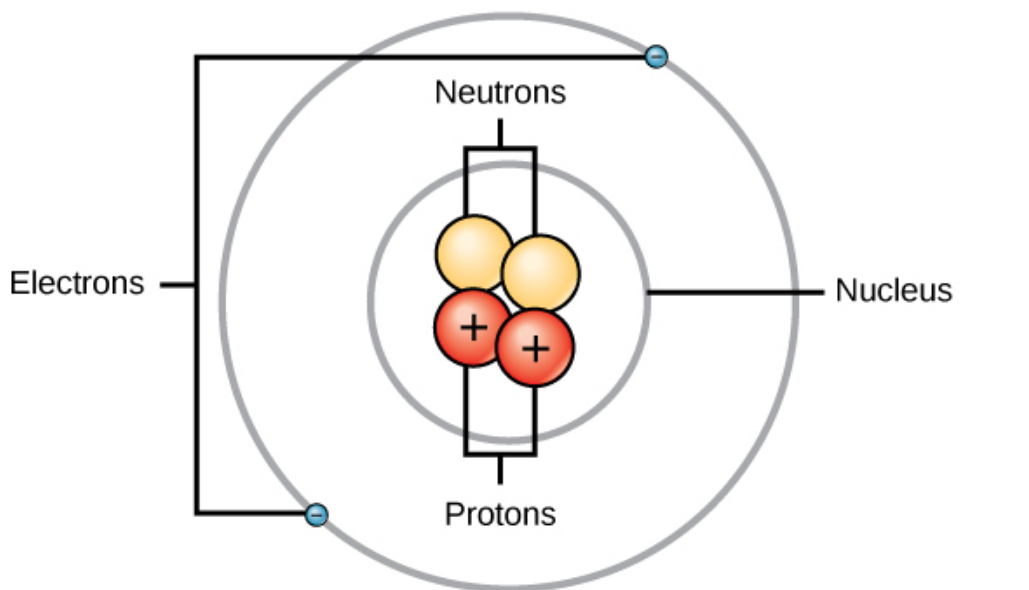 Neutrons
Electrons
Nucleus
+
+
Protons
−
−